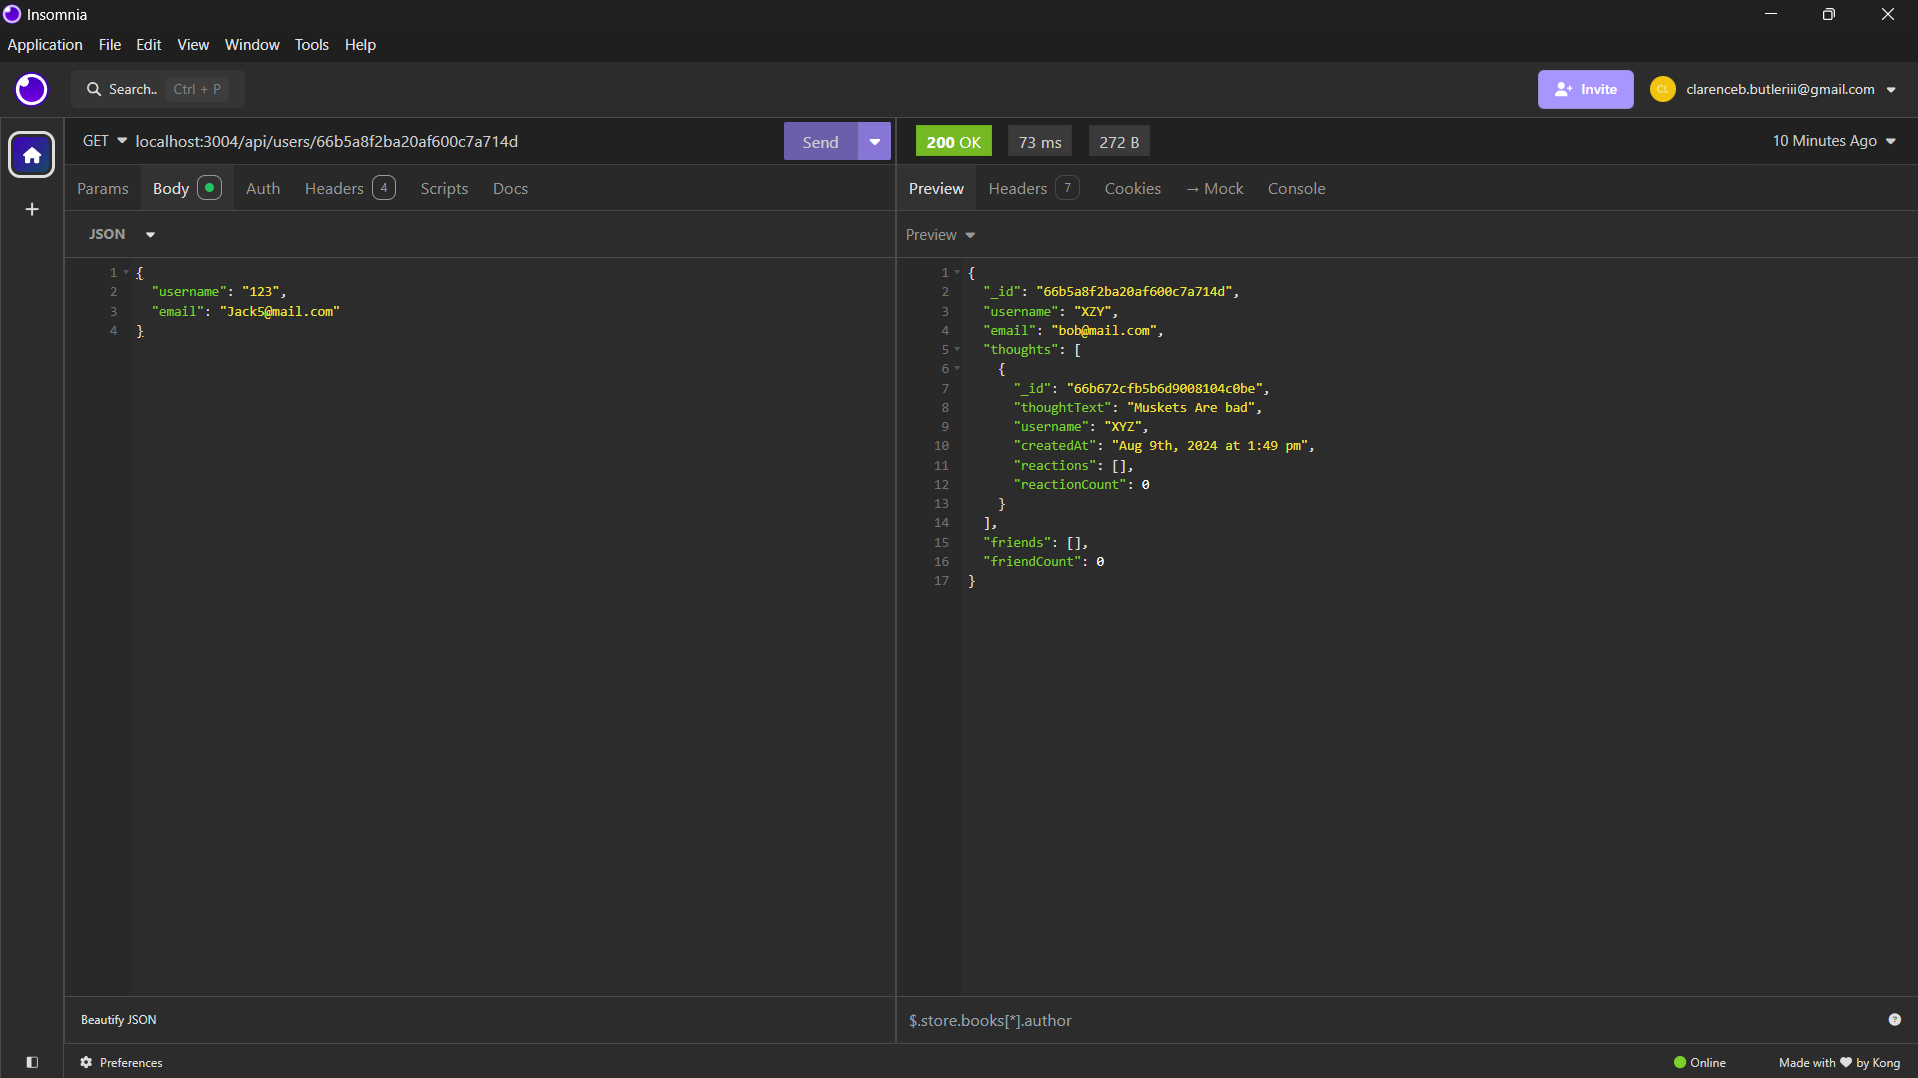 Insomnia
Application File Edit View Window Tools Help
Search.. Ctrl + P
Invite CL clarenceb.butleriii@gmail.com
GET localhost:3004/api/users/66b5a8f2ba20af600c7a714d Send
200 OK 73 ms 272 B 10 Minutes Ago
Params Body Auth Headers 4 Scripts Docs
Preview Headers 7 Cookies → Mock Console
JSON
Preview
1 {
2 "username": "123",
3 "email": "Jack5@mail.com"
4 }
1 {
2 "_id": "66b5a8f2ba20af600c7a714d",
3 "username": "XZY",
4 "email": "bob@mail.com",
5 "thoughts": [
6 {
7 "_id": "66b672cfb5b6d9008104c0be",
8 "thoughtText": "Muskets Are bad",
9 "username": "XYZ",
10 "createdAt": "Aug 9th, 2024 at 1:49 pm",
11 "reactions": [],
12 "reactionCount": 0
13 }
14 ],
15 "friends": [],
16 "friendCount": 0
17 }
Beautify JSON
$.store.books[*].author
Preferences
Online Made with ♥ by Kong